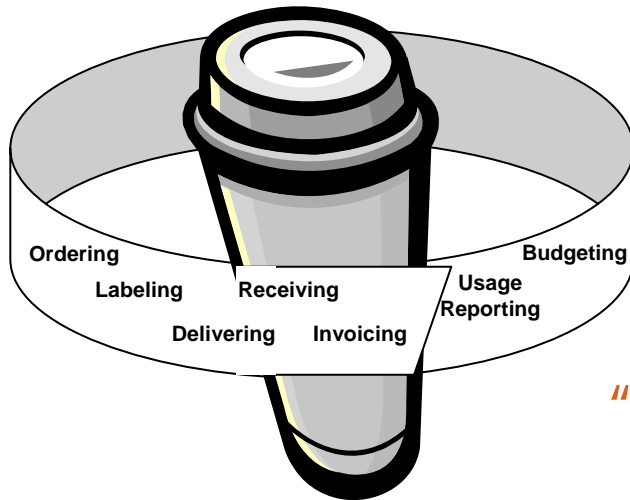 Ordering
Labeling
Delivering
Receiving
Invoicing
Usage
Reporting
Budgeting
“